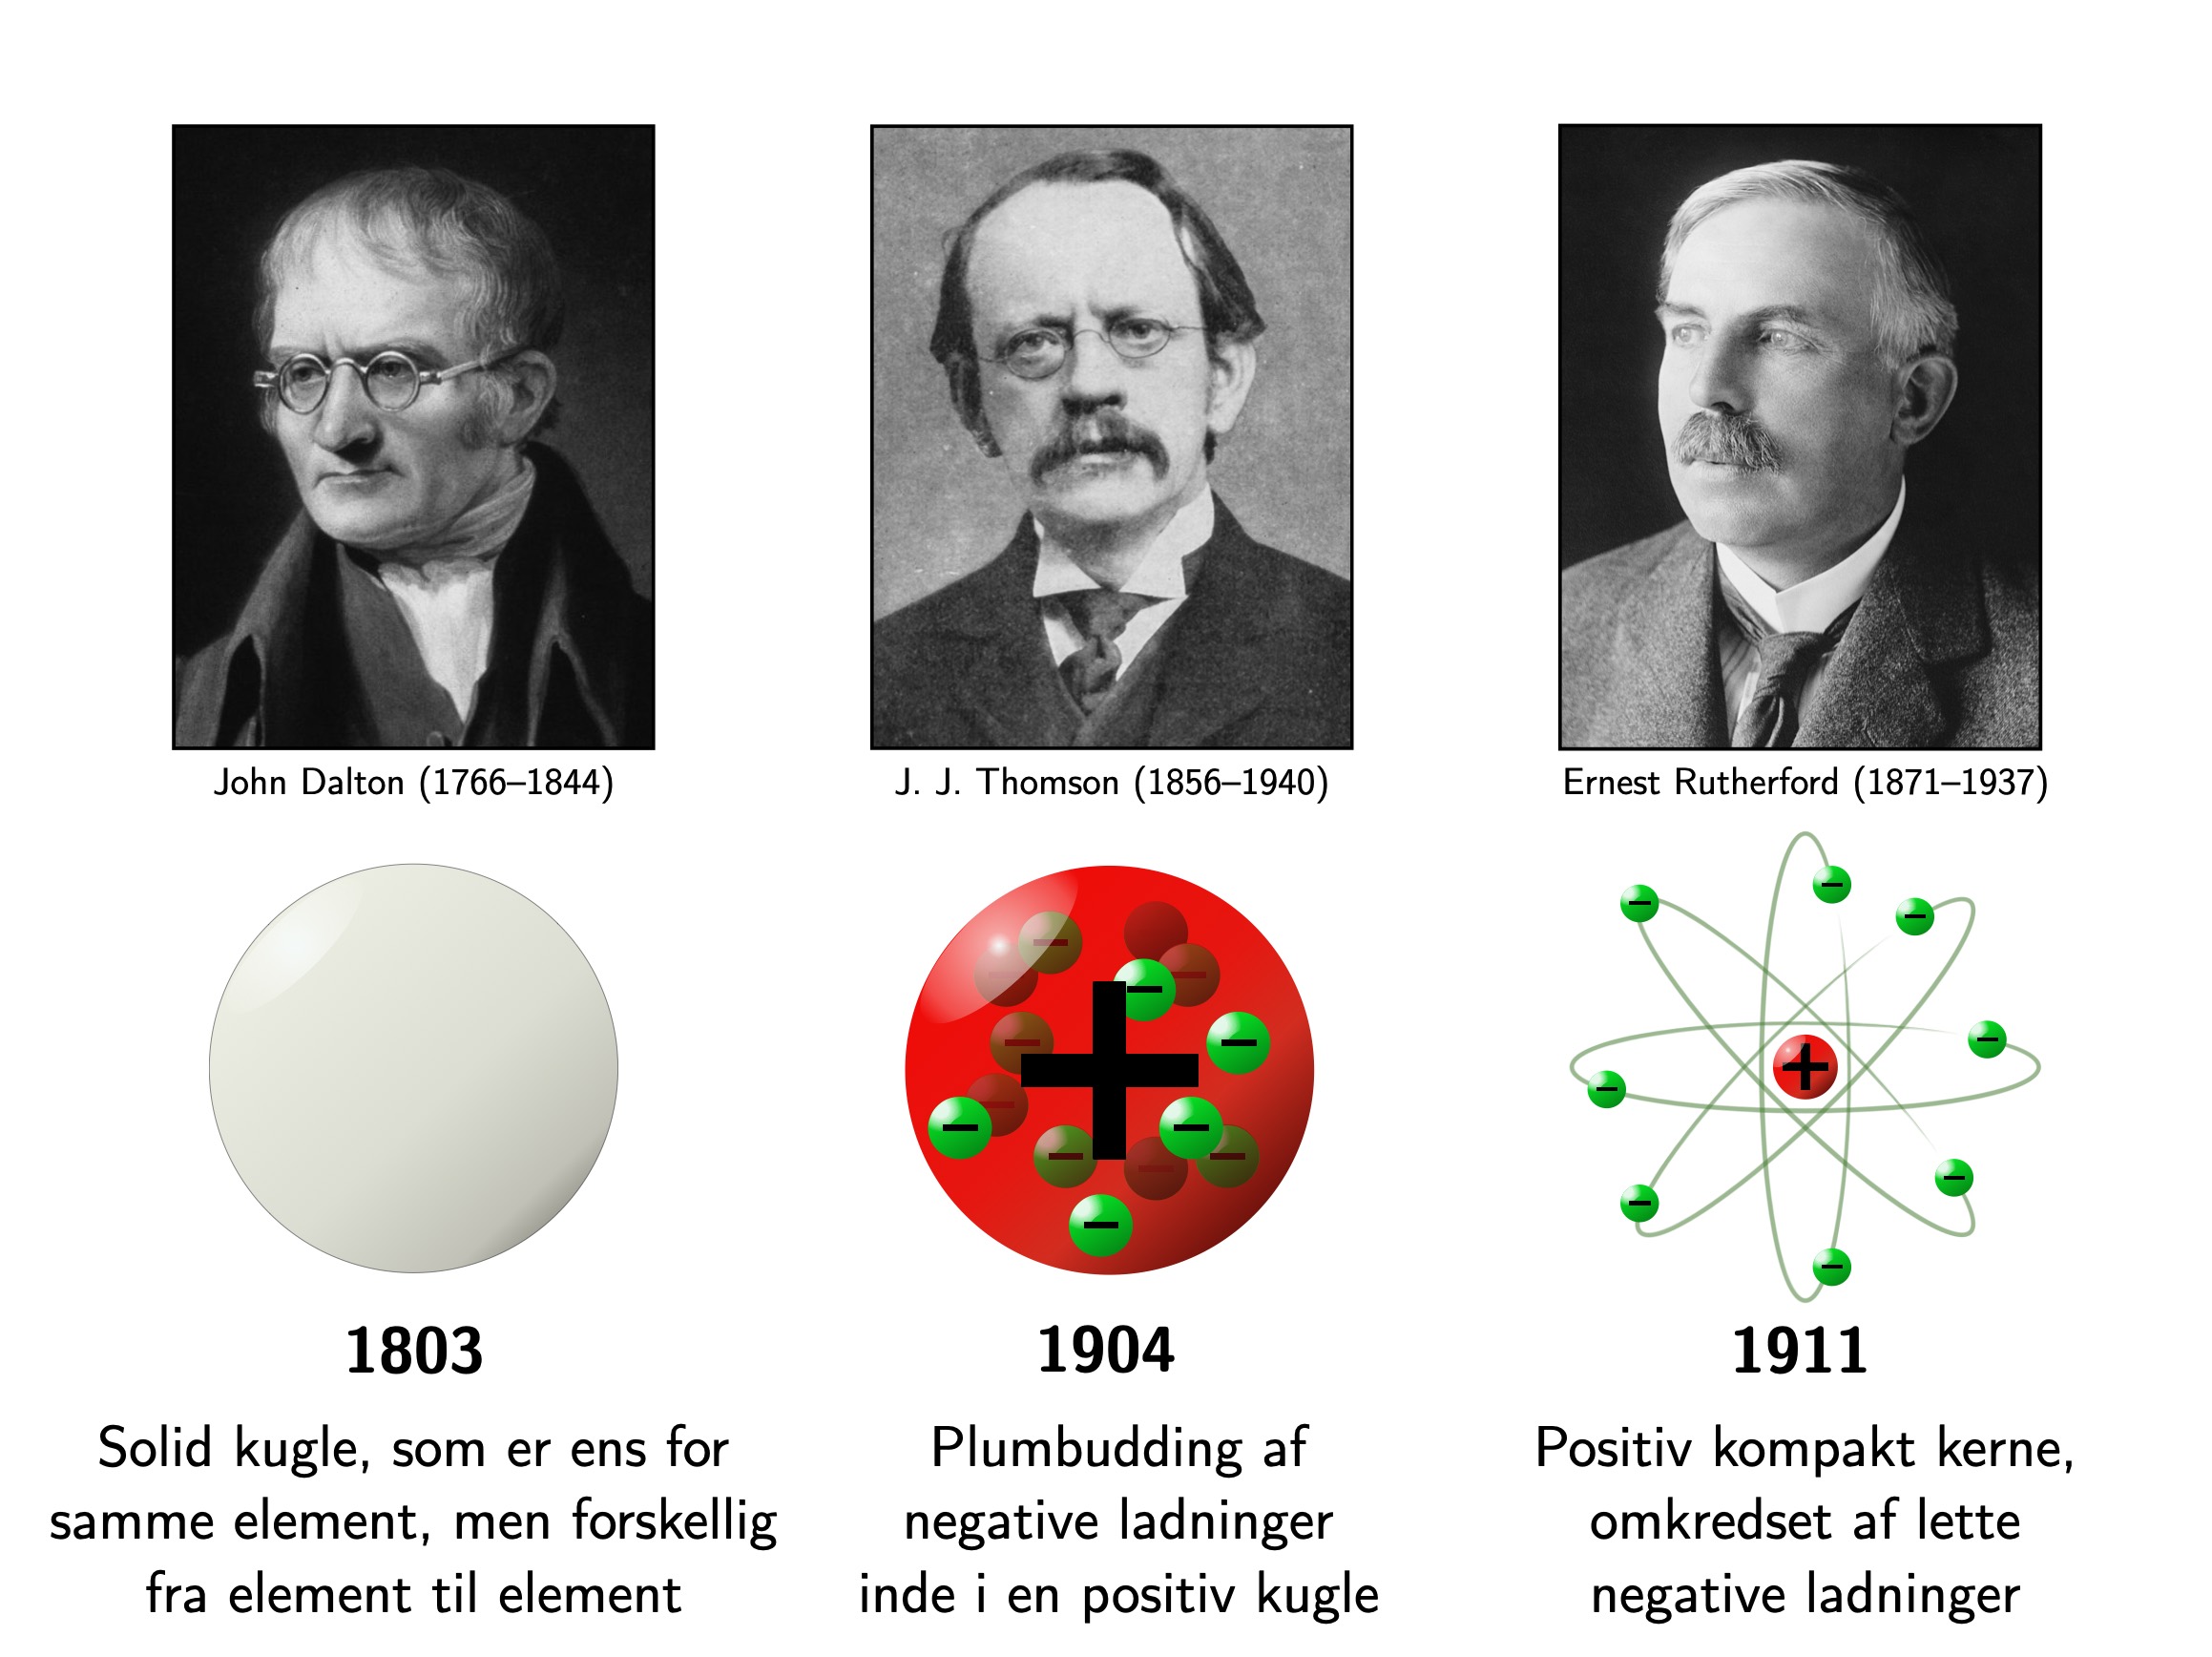 John Dalton (1766–1844)
J. J. Thomson (1856–1940)
Ernest Rutherford (1871–1937)
1803
Solid kugle, som er ens for
samme element, men forskellig
fra element til element
1904
Plumbudding af
negative ladninger
inde i en positiv kugle
1911
Positiv kompakt kerne,
omkredset af lette
negative ladninger